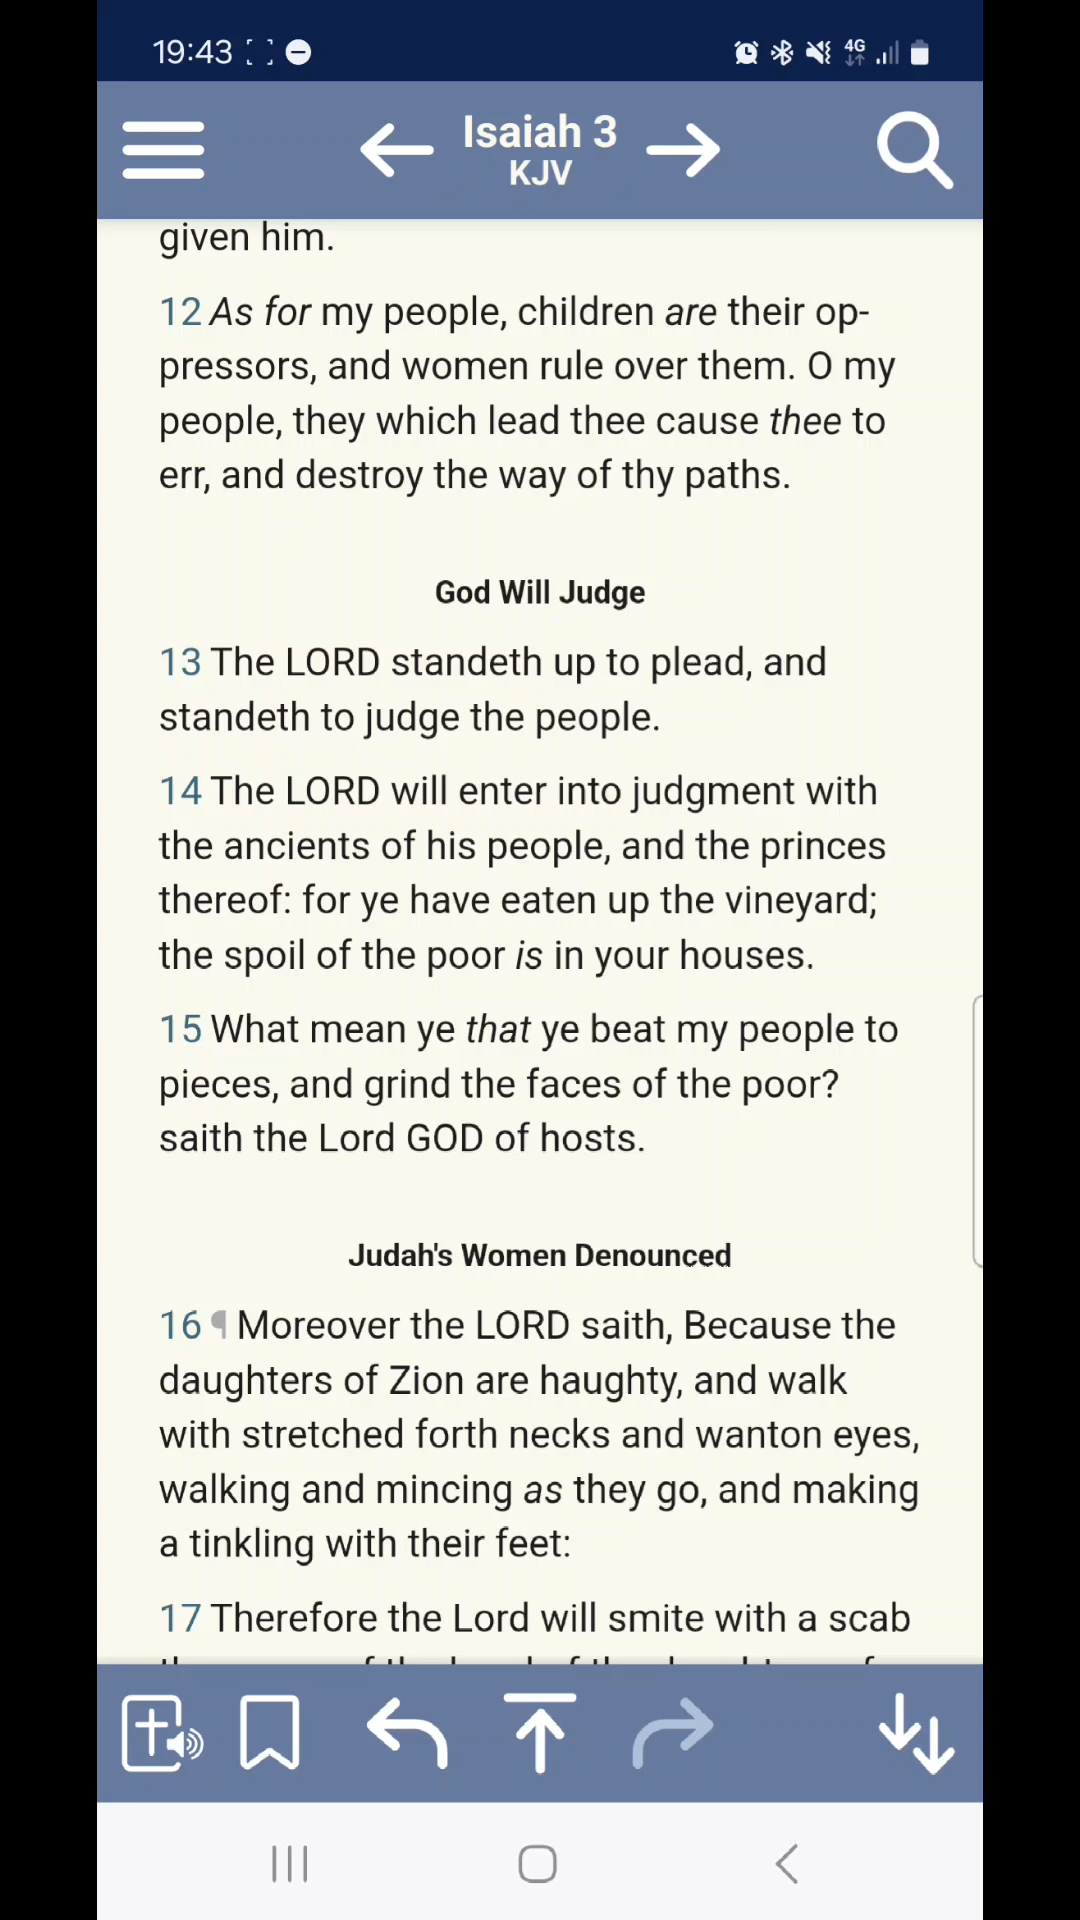 19:43
4G
Isaiah 3
KJV
given him.
12 As for my people, children are their op-
pressors, and women rule over them. O my
people, they which lead thee cause thee to
err, and destroy the way of thy paths.
God Will Judge
13 The LORD standeth up to plead, and
standeth to judge the people.
14 The LORD will enter into judgment with
the ancients of his people, and the princes
thereof: for ye have eaten up the vineyard;
the spoil of the poor is in your houses.
15 What mean ye that ye beat my people to
pieces, and grind the faces of the poor?
saith the Lord GOD of hosts.
Judah's Women Denounced
16 ¶ Moreover the LORD saith, Because the
daughters of Zion are haughty, and walk
with stretched forth necks and wanton eyes,
walking and mincing as they go, and making
a tinkling with their feet:
17 Therefore the Lord will smite with a scab